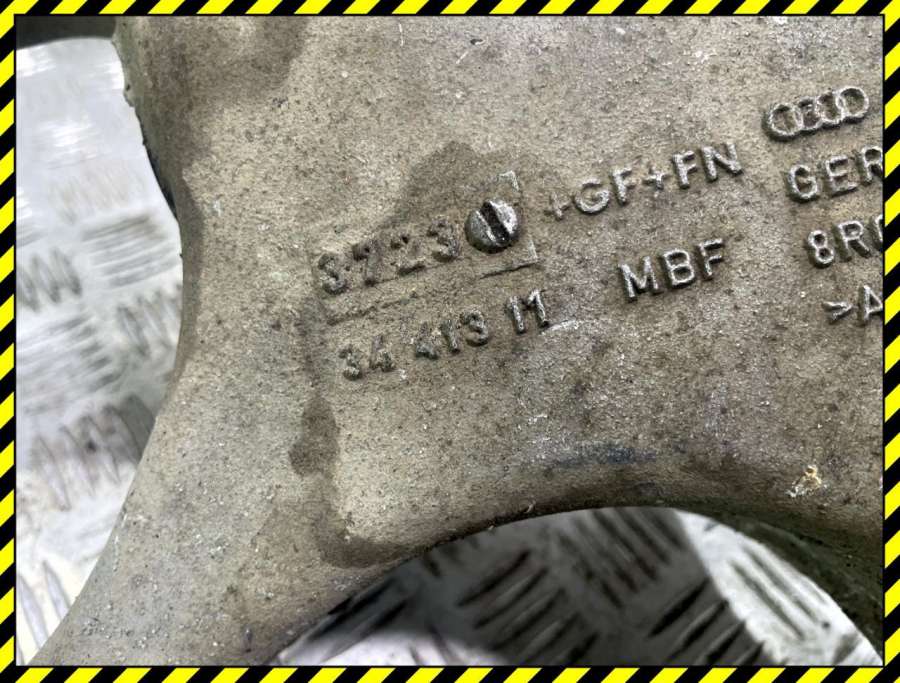 +GF+FN
GER
3723
MBF
8R
34 413 11
>A